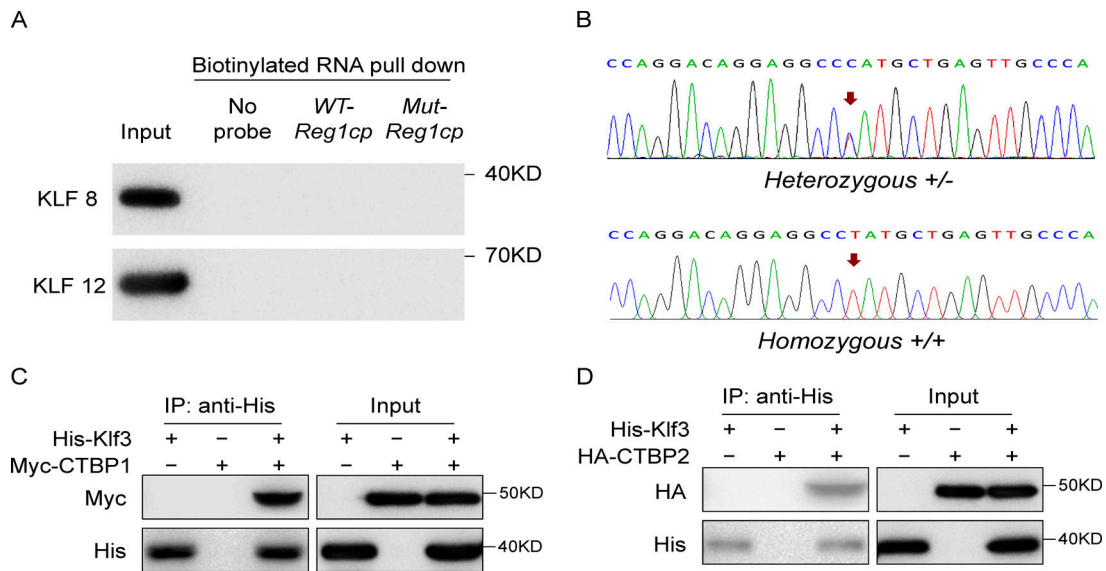 A
Biotinylated RNA pull down
Input
No probe
WT-Reg1cp
Mut-Reg1cp
40KD
KLF 8
70KD
KLF 12
B
CCAGGACAGGAGGCCCATGCTGAGTTGCCCA
Heterozygous +/-
CCAGGACAGGAGGCCTATGCTGAGTTGCCCA
Homozygous +/+
C
IP: anti-His Input
His-Klf3 + − + + − +
Myc-CTBP1 − + + − + +
Myc
50KD
His
40KD
D
IP: anti-His Input
His-Klf3 + − + + − +
HA-CTBP2 − + + − + +
HA
50KD
His
40KD